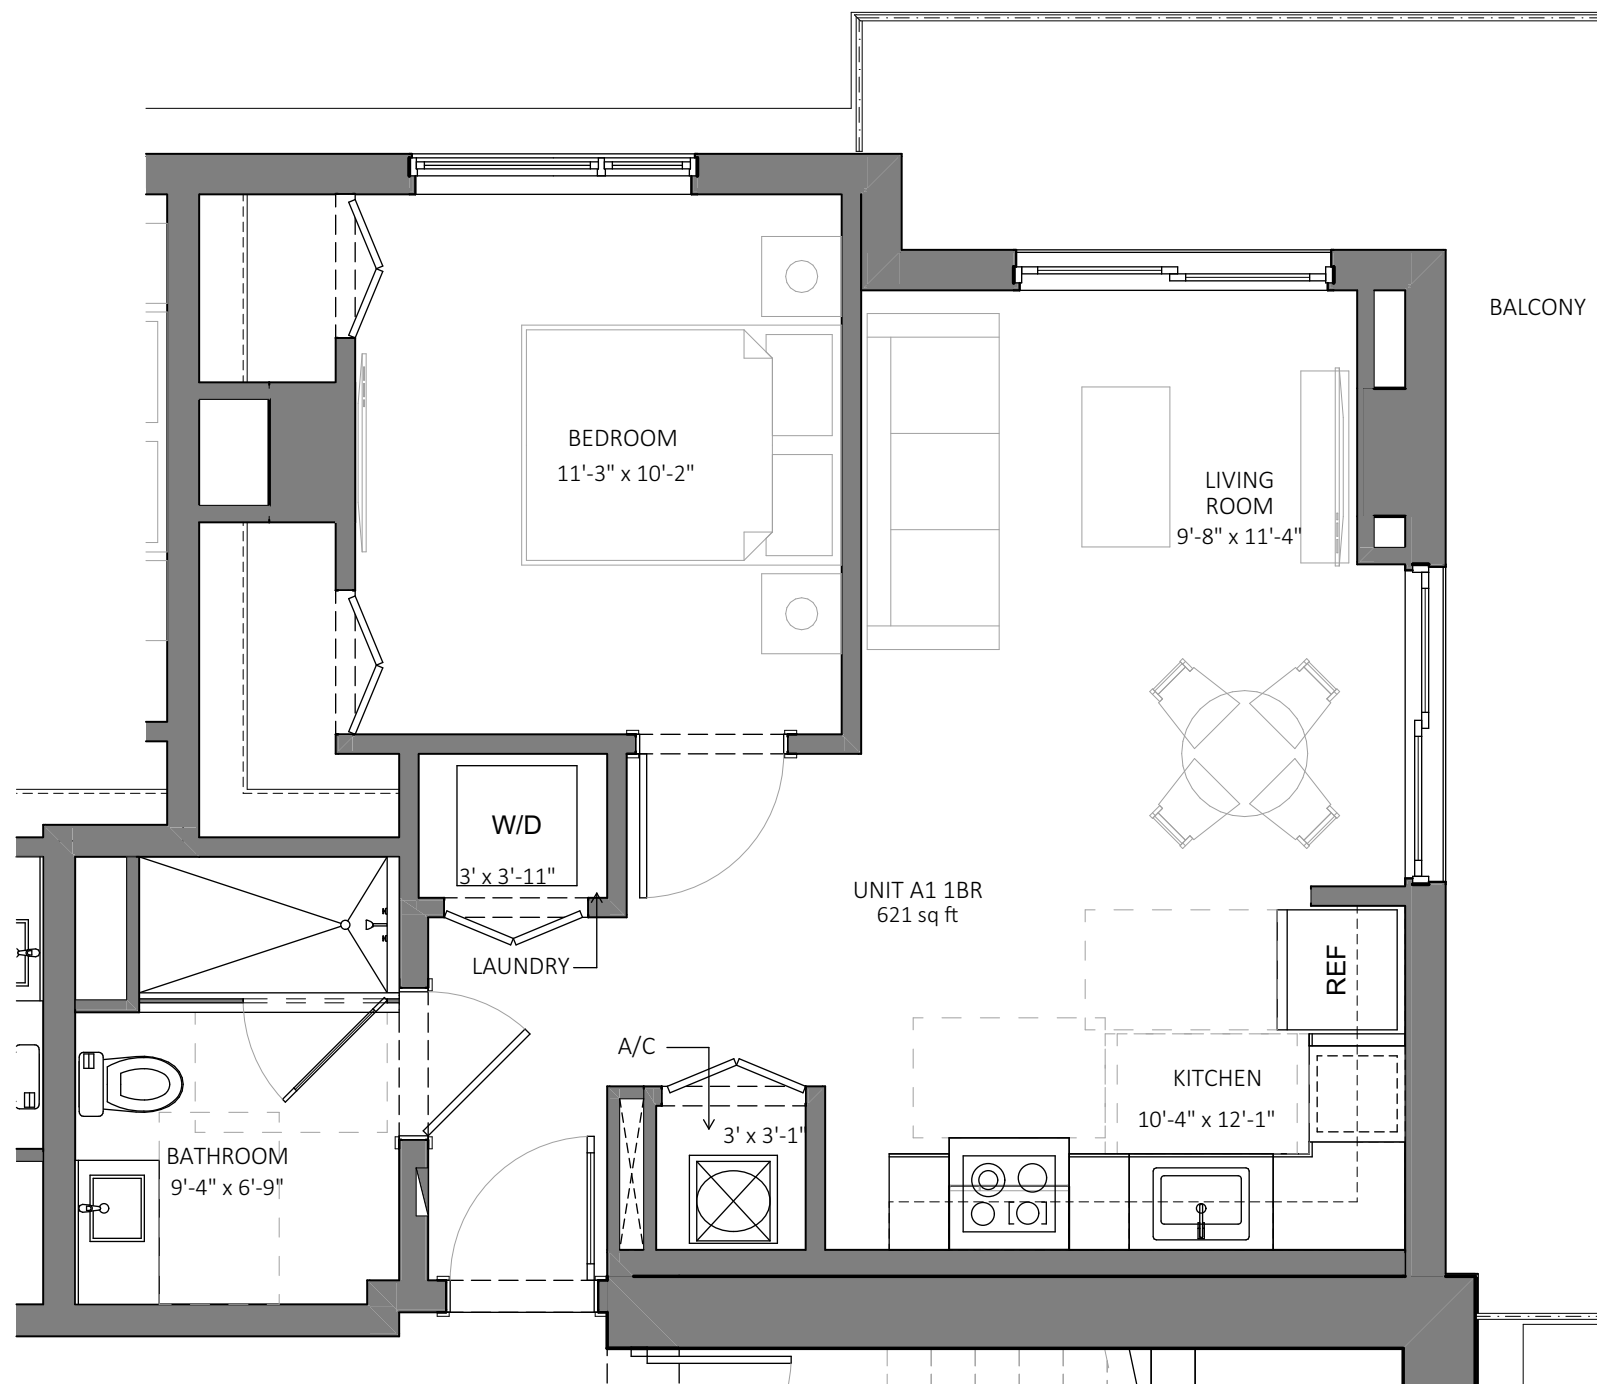 BALCONY
BEDROOM
11'-3" x 10'-2"
LIVING
ROOM
9'-8" x 11'-4"
W/D
3' x 3'-11"
UNIT A1 1BR
621 sq ft
LAUNDRY
REF
A/C
KITCHEN
10'-4" x 12'-1"
3' x 3'-1"
BATHROOM
9'-4" x 6'-9"